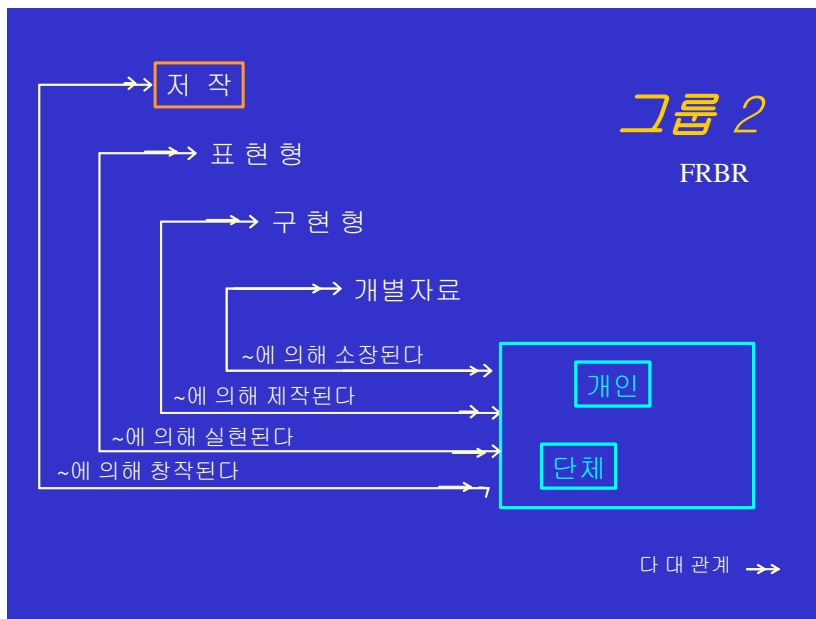 저 작
그룹 2
표 현 형
FRBR
구 현 형
개별자료
~에 의해 소장된다
개인
~에 의해 제작된다
~에 의해 실현된다
단체
~에 의해 창작된다
다 대 관계